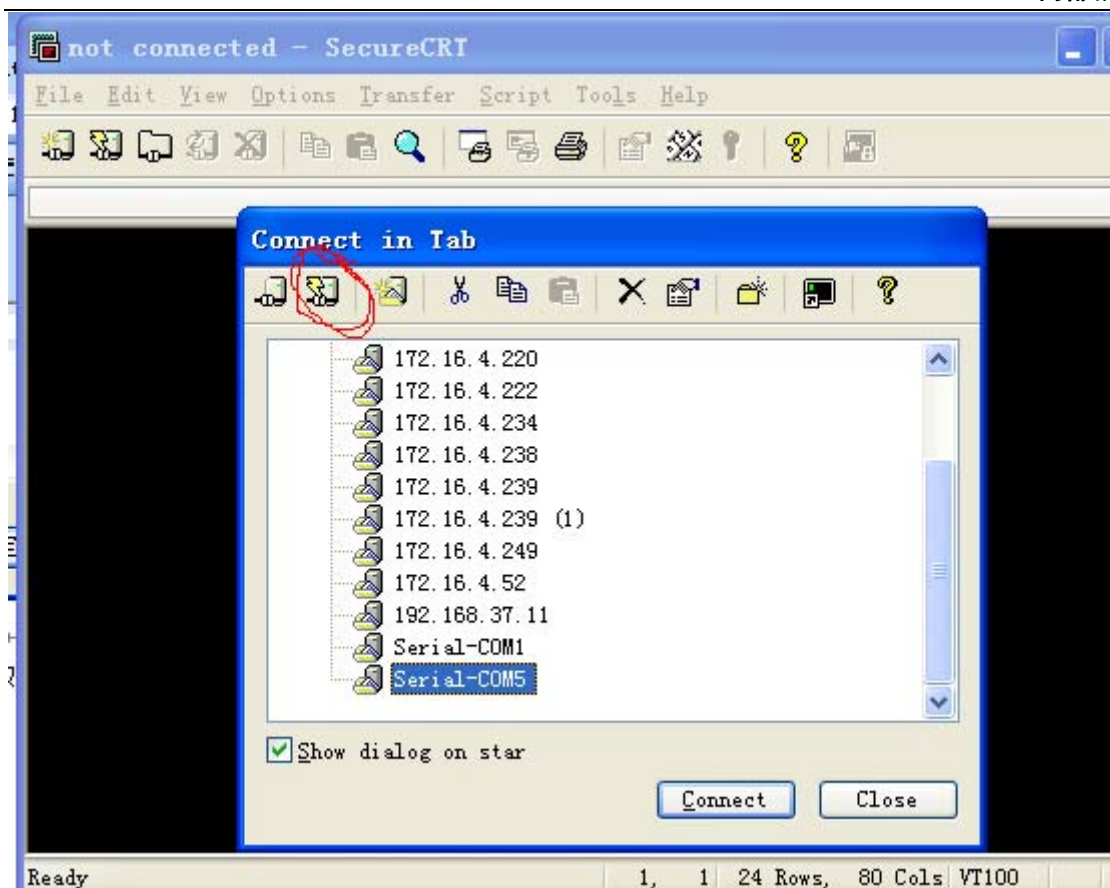 not connected - SecureCRT
File Edit View Options Transfer Script Tools Help
Connect in Tab
172.16.4.220
172.16.4.222
172.16.4.234
172.16.4.238
172.16.4.239
172.16.4.239 (1)
172.16.4.249
172.16.4.52
192.168.37.11
Serial-COM1
Serial-COM5
Show dialog on star
Connect Close
Ready 1, 1 24 Rows, 80 Cols VT100